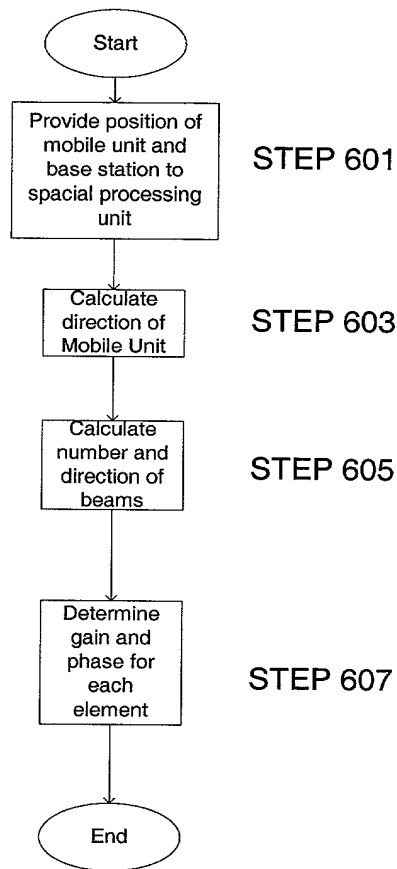 Start
Provide position of
mobile unit and
base station to
spacial processing
unit
STEP 601
Calculate
direction of
Mobile Unit
STEP 603
Calculate
number and
direction of
beams
STEP 605
Determine
gain and
phase for
each
element
STEP 607
End